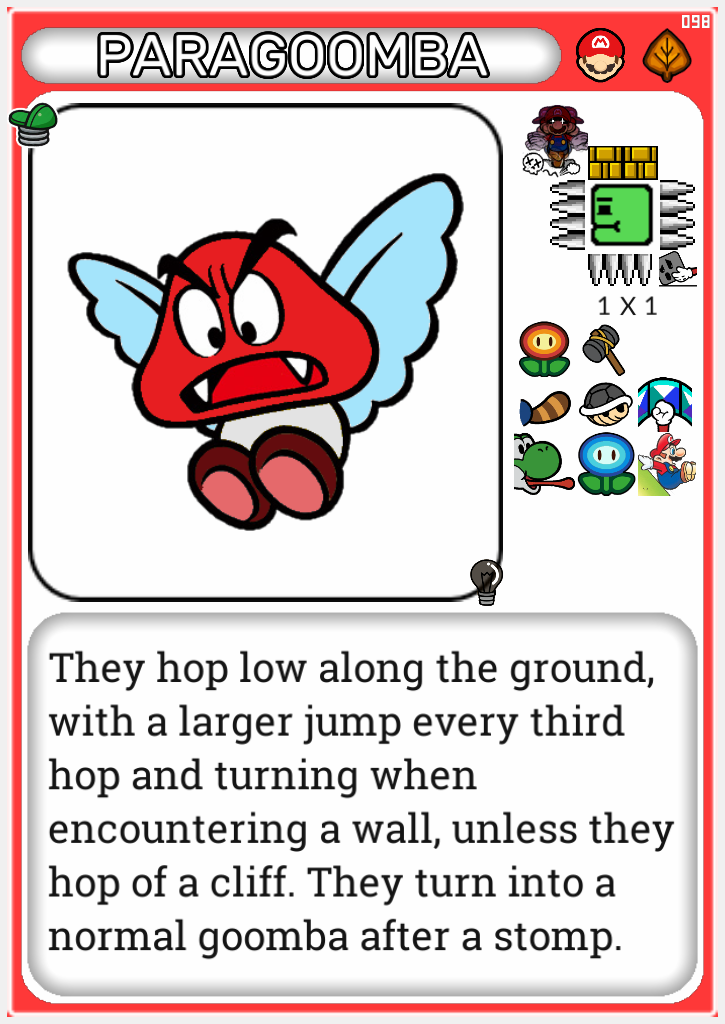 098
PARAGOOMBA
M
1 X 1
They hop low along the ground,
with a larger jump every third
hop and turning when
encountering a wall, unless they
hop of a cliff. They turn into a
normal goomba after a stomp.